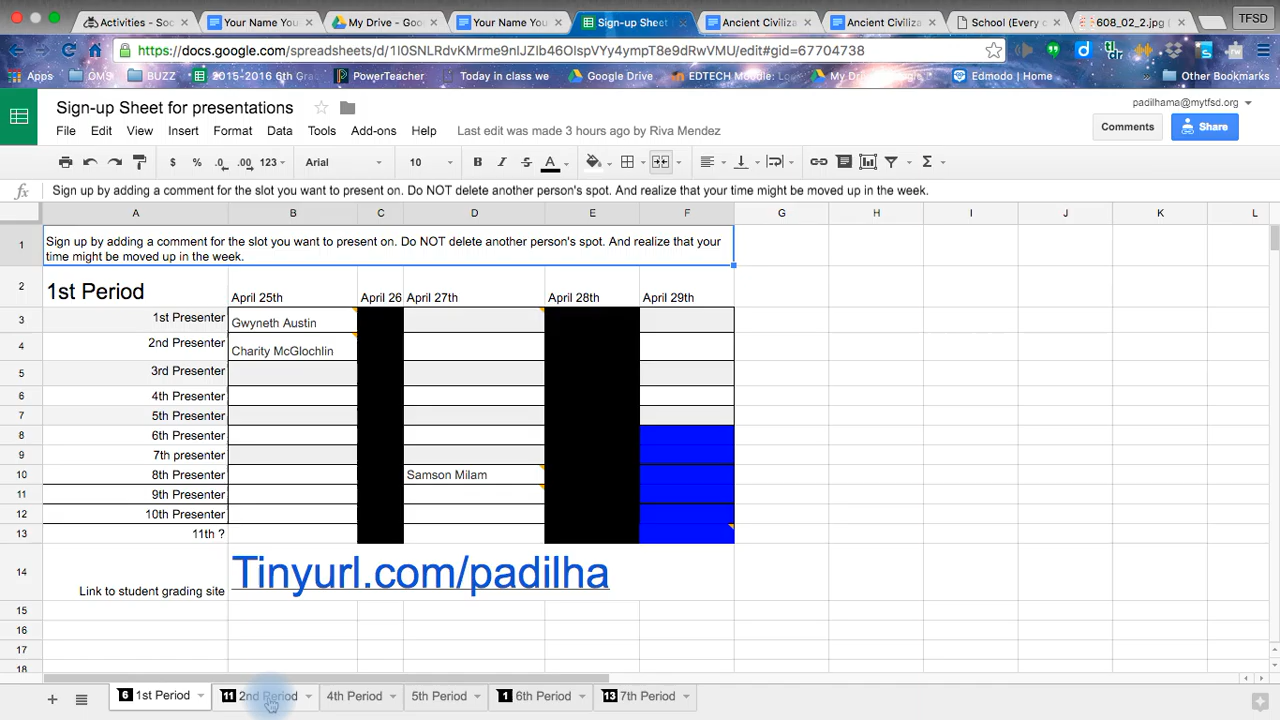 Activities - Soc
Your Name You
My Drive - Goo
Your Name You
Sign-up Sheet
Ancient Civiliza
Ancient Civiliza
School (Every
608_02_2.jpg
TFSD
https://docs.google.com/spreadsheets/d/1I0SNLRdvKMrme9nIJZIb46OlspVYy4ympT8e9dRwVMU/edit#gid=67704738
Apps OMS BUZZ 2015-2016 6th Gra PowerTeacher Today in class we Google Drive EDTECH Moodle: Lo My Dri Edmodo | Home » Other Bookmarks
Sign-up Sheet for presentations
padilhama@mytfsd.org
File Edit View Insert Format Data Tools Add-ons Help Last edit was made 3 hours ago by Riva Mendez
Comments Share
$ % .0 .00 123 Arial 10 B I S A Σ
fx Sign up by adding a comment for the slot you want to present on. Do NOT delete another person's spot. And realize that your time might be moved up in the week.
A B C D E F G H I J K L
1 Sign up by adding a comment for the slot you want to present on. Do NOT delete another person's spot. And realize that your
time might be moved up in the week.
2 1st Period April 25th April 26 April 27th April 28th April 29th
3 1st Presenter Gwyneth Austin
4 2nd Presenter Charity McGlochlin
5 3rd Presenter
6 4th Presenter
7 5th Presenter
8 6th Presenter
9 7th presenter
10 8th Presenter Samson Milam
11 9th Presenter
12 10th Presenter
13 11th ?
14 Link to student grading site Tinyurl.com/padilha
15
16
17
18
6 1st Period 11 2nd Period 4th Period 5th Period 1 6th Period 13 7th Period